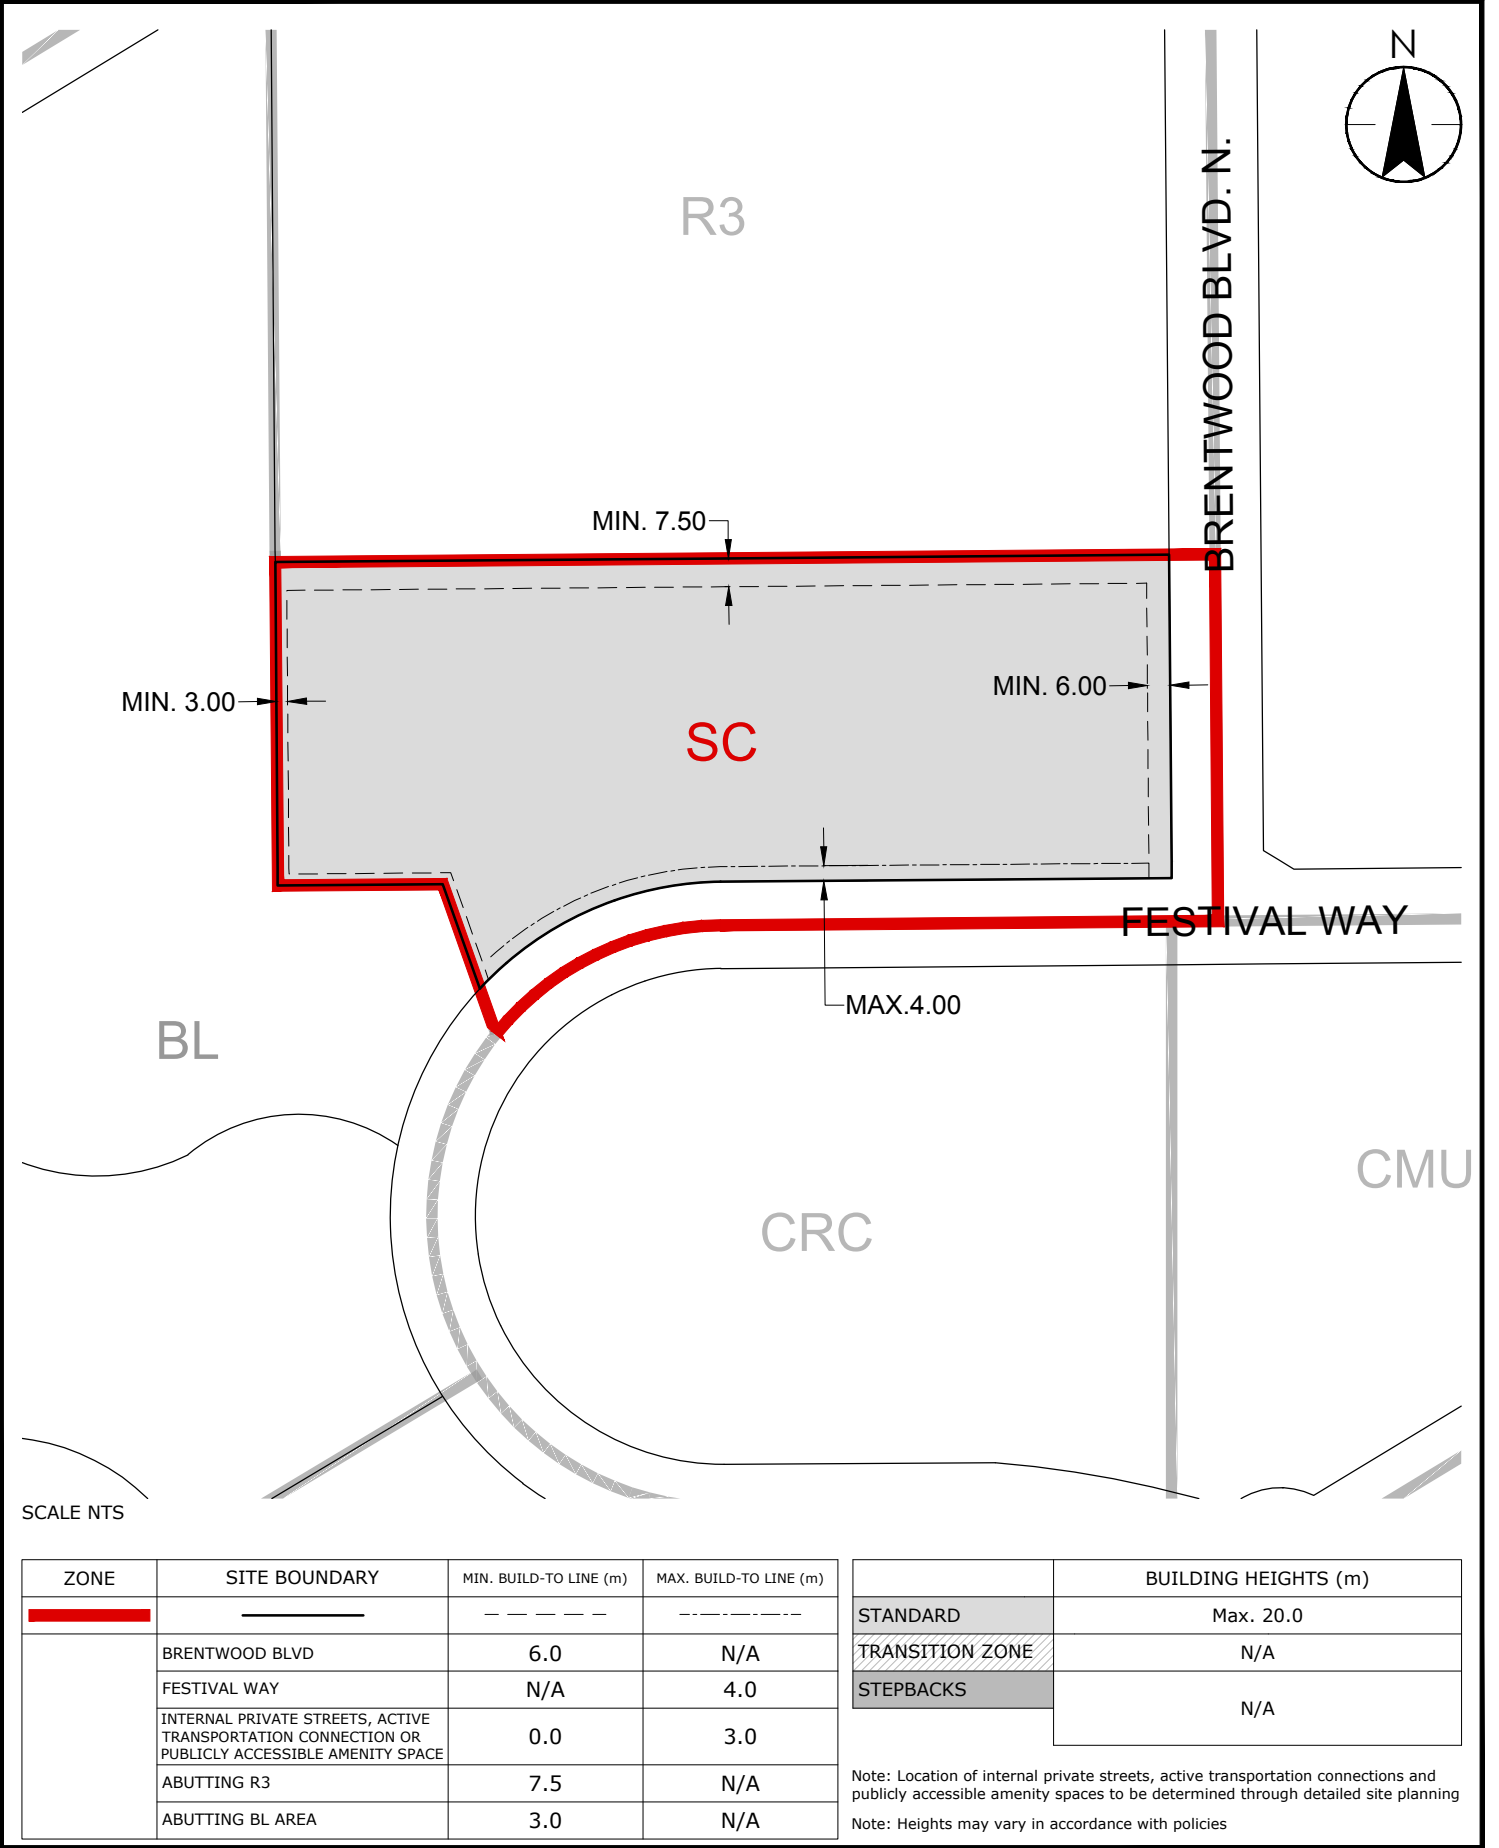 N
R3
BRENTWOOD BLVD. N.
MIN. 7.50
MIN. 3.00
MIN. 6.00
SC
FESTIVAL WAY
MAX.4.00
BL
CMU
CRC
SCALE NTS
ZONE SITE BOUNDARY MIN. BUILD-TO LINE (m) MAX. BUILD-TO LINE (m)
BRENTWOOD BLVD 6.0 N/A
FESTIVAL WAY N/A 4.0
INTERNAL PRIVATE STREETS, ACTIVE
TRANSPORTATION CONNECTION OR
PUBLICLY ACCESSIBLE AMENITY SPACE
0.0 3.0
ABUTTING R3 7.5 N/A
ABUTTING BL AREA 3.0 N/A
BUILDING HEIGHTS (m)
STANDARD Max. 20.0
TRANSITION ZONE N/A
STEPBACKS N/A
Note: Location of internal private streets, active transportation connections and
publicly accessible amenity spaces to be determined through detailed site planning
Note: Heights may vary in accordance with policies